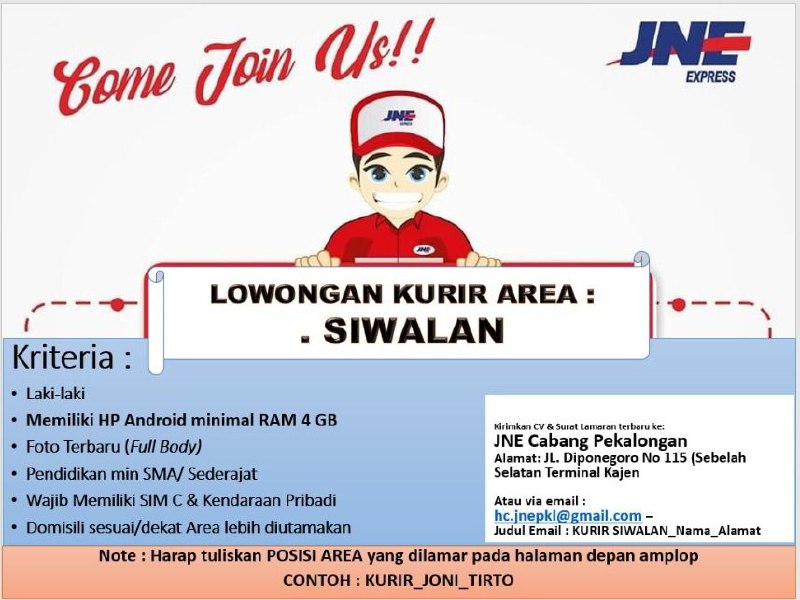 Come Join Us!!
JNE
EXPRESS
JNE
EXPRESS
JNE
LOWONGAN KURIR AREA :
. SIWALAN
Kriteria :
• Laki-laki
• Memiliki HP Android minimal RAM 4 GB
• Foto Terbaru (Full Body)
• Pendidikan min SMA/ Sederajat
• Wajib Memiliki SIM C & Kendaraan Pribadi
• Domisili sesuai/dekat Area lebih diutamakan
Kirimkan CV & Surat Lamaran terbaru ke:
JNE Cabang Pekalongan
Alamat: JL. Diponegoro No 115 (Sebelah
Selatan Terminal Kajen
Atau via email :
hc.jnepkl@gmail.com –
Judul Email : KURIR SIWALAN_Nama_Alamat
Note : Harap tuliskan POSISI AREA yang dilamar pada halaman depan amplop
CONTOH : KURIR_JONI_TIRTO